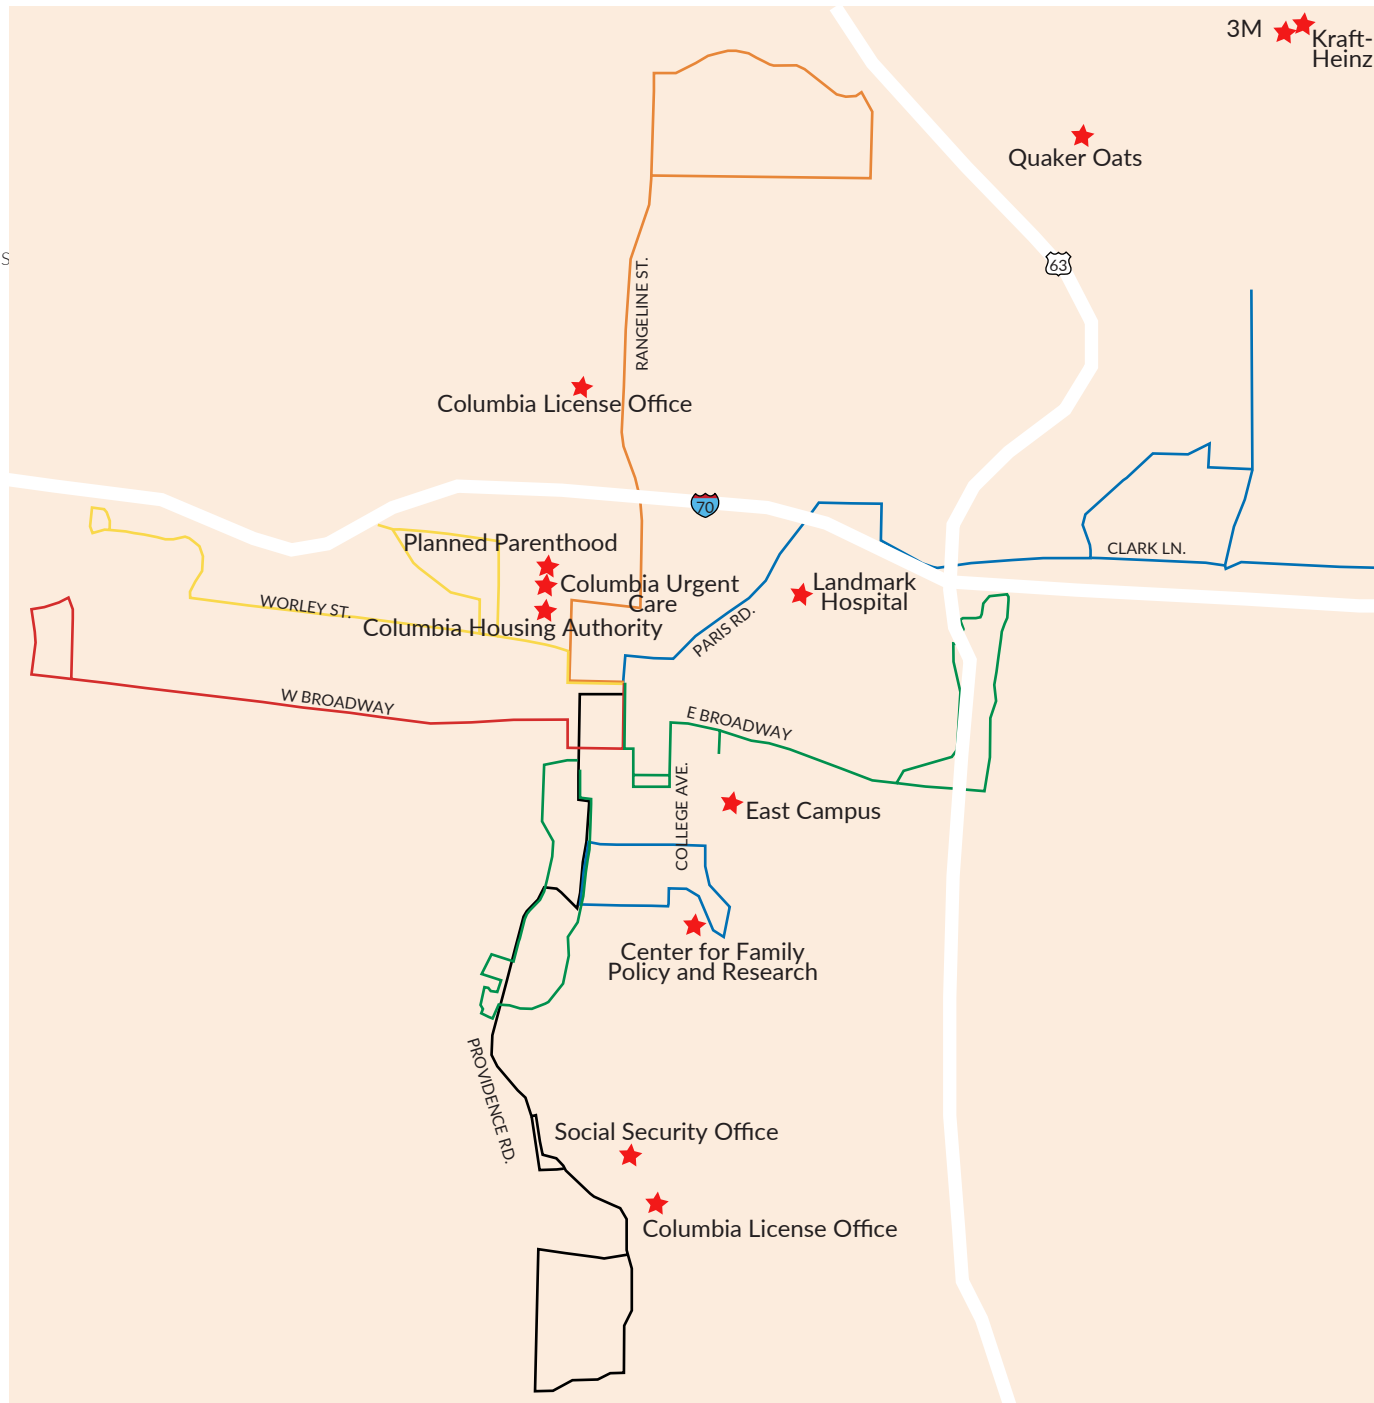 3M
Kraft-
Heinz
Quaker Oats
S
63
RANGELINE ST.
Columbia License Office
70
Planned Parenthood
CLARK LN.
Columbia Urgent
Care
Landmark
Hospital
WORLEY ST.
Columbia Housing Authority
PARIS RD.
W BROADWAY
E BROADWAY
COLLEGE AVE.
East Campus
Center for Family
Policy and Research
PROVIDENCE RD.
Social Security Office
Columbia License Office